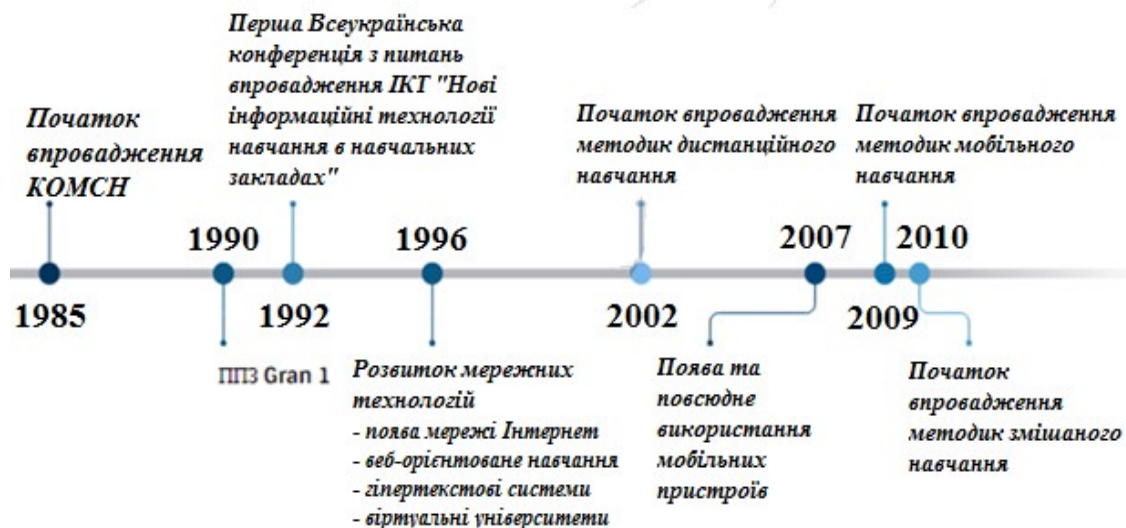 Початок
впровадження
КОМСН
1985
1990
ППЗ Gran 1
Перша Всеукраїнська
конференція з питань
впровадження ІКТ "Нові
інформаційні технології
навчання в навчальних
закладах"
1992
1996
Розвиток мережних
технологій
- поява мережі Інтернет
- веб-орієнтоване навчання
- гіпертекстові системи
- віртуальні університети
Початок впровадження
методик дистанційного
навчання
2002
2007
Поява та
повсюдне
використання
мобільних
пристроїв
Початок впровадження
методик мобільного
навчання
2009
2010
Початок
впровадження
методик змішаного
навчання